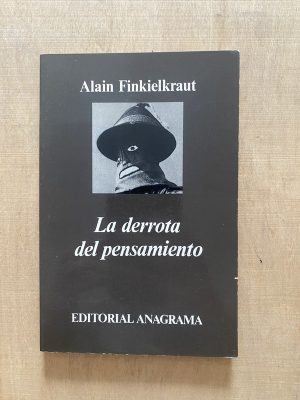 Alain Finkielkraut
La derrota
del pensamiento
EDITORIAL ANAGRAMA